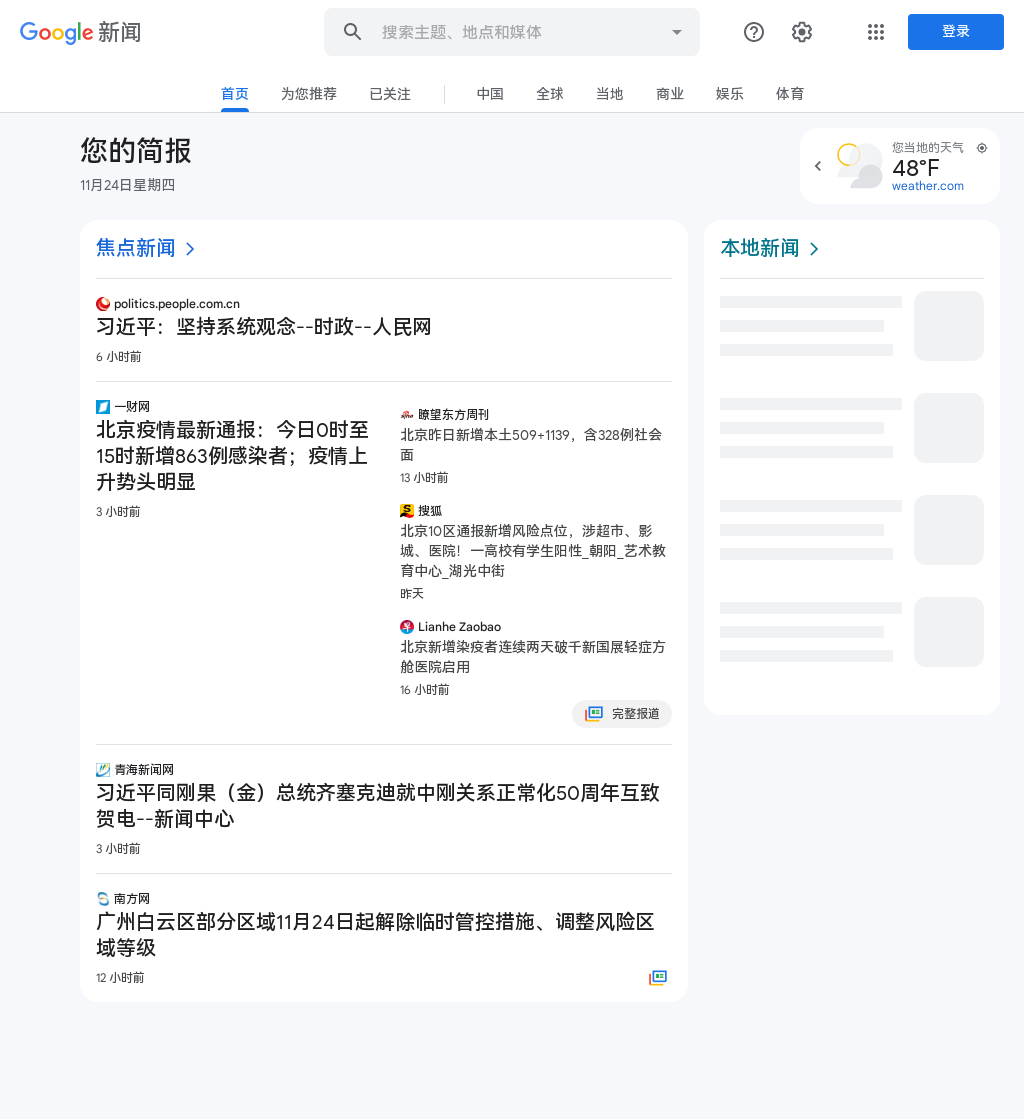 Google 新闻
搜索主题、地点和媒体
登录
首页 为您推荐 已关注 中国 全球 当地 商业 娱乐 体育
您的简报
11月24日星期四
您当地的天气
48°F
weather.com
焦点新闻
politics.people.com.cn
习近平：坚持系统观念--时政--人民网
6 小时前
一财网
北京疫情最新通报：今日0时至
15时新增863例感染者；疫情上
升势头明显
3 小时前
瞭望东方周刊
北京昨日新增本土509+1139，含328例社会
面
13 小时前
搜狐
北京10区通报新增风险点位，涉超市、影
城、医院！一高校有学生阳性_朝阳_艺术教
育中心_湖光中街
昨天
Lianhe Zaobao
北京新增染疫者连续两天破千新国展轻症方
舱医院启用
16 小时前
完整报道
青海新闻网
习近平同刚果（金）总统齐塞克迪就中刚关系正常化50周年互致
贺电--新闻中心
3 小时前
南方网
广州白云区部分区域11月24日起解除临时管控措施、调整风险区
域等级
12 小时前
本地新闻